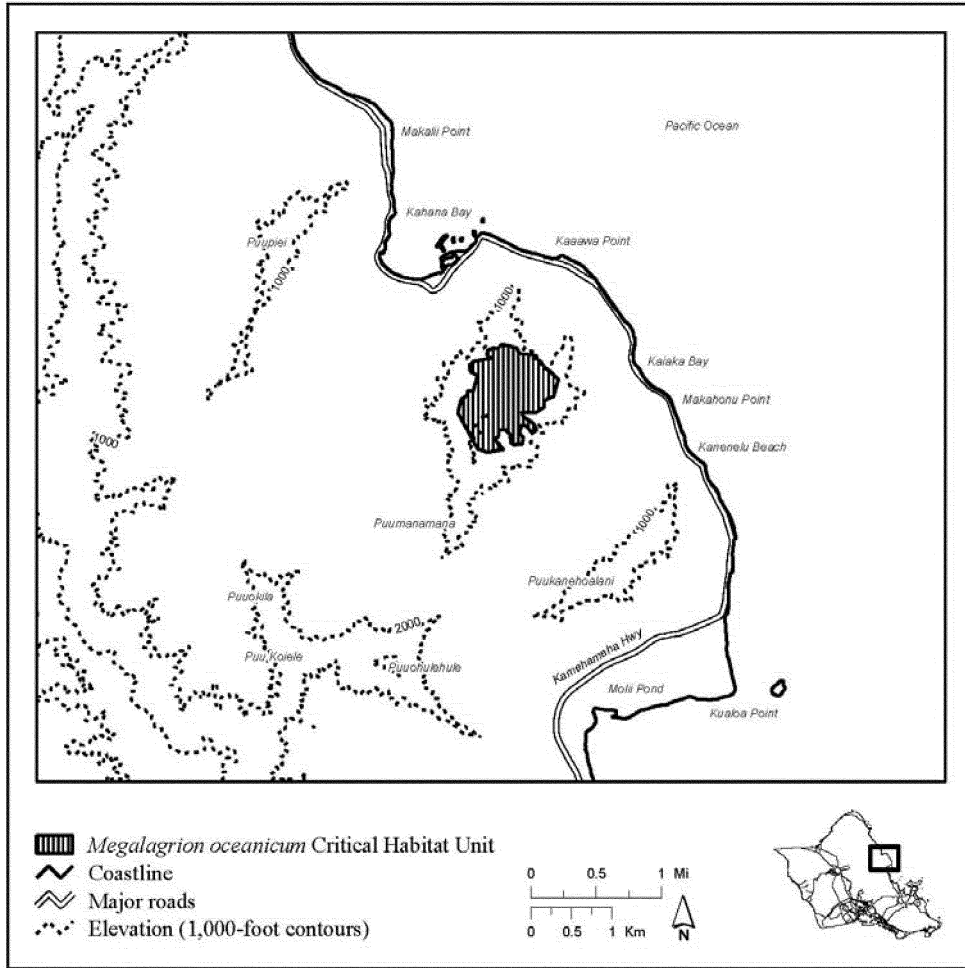 Makalii Point
Pacific Ocean
Kahana Bay
Puupiei
Kaaawa Point
1000
1000
Kaiaka Bay
Makahonu Point
1000
Kanenelu Beach
Puumanamana
1000
Puukanehoalani
Puuokila
2000
Puu Koiele
Puuohulehule
Kamehameha Hwy
Molii Pond
Kualoa Point
Megalagrion oceanicum Critical Habitat Unit
Coastline
Major roads
Elevation (1,000-foot contours)
0 0.5 1 Mi
0 0.5 1 Km
N